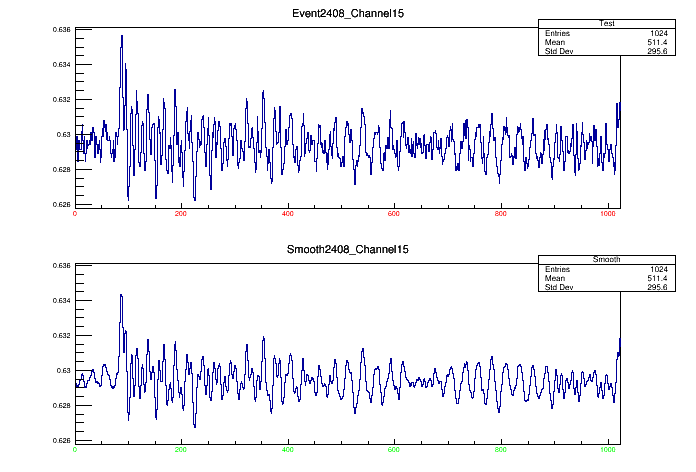 Event2408_Channel15
Test
Entries 1024
Mean 511.4
Std Dev 295.6
0.636
0.634
0.632
0.63
0.628
0.626
0 200 400 600 800 1000
Smooth2408_Channel15
Smooth
Entries 1024
Mean 511.4
Std Dev 295.6
0.636
0.634
0.632
0.63
0.628
0.626
0 200 400 600 800 1000